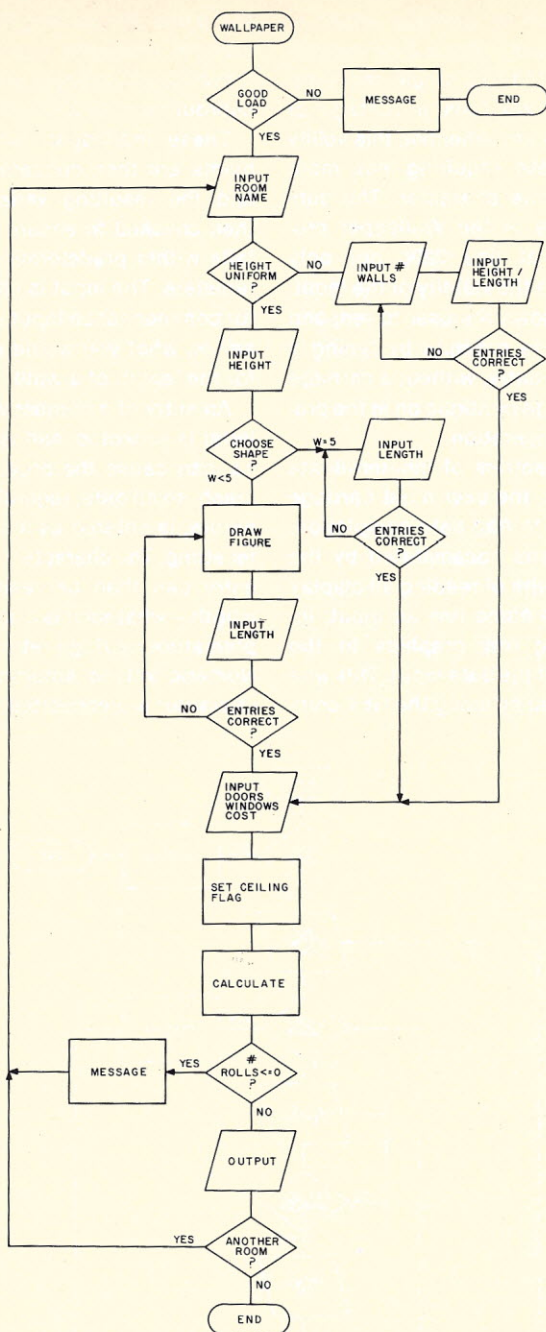 WALLPAPER
GOOD
LOAD
?
NO
MESSAGE
END
YES
INPUT
ROOM
NAME
HEIGHT
UNIFORM
?
NO
INPUT #
WALLS
INPUT
HEIGHT /
LENGTH
YES
NO
ENTRIES
CORRECT
?
YES
INPUT
HEIGHT
CHOOSE
SHAPE
?
W=5
INPUT
LENGTH
W<5
NO
ENTRIES
CORRECT
?
YES
DRAW
FIGURE
INPUT
LENGTH
NO
ENTRIES
CORRECT
?
YES
INPUT
DOORS
WINDOWS
COST
SET CEILING
FLAG
CALCULATE
#
ROLLS<=0
?
YES
MESSAGE
NO
OUTPUT
ANOTHER
ROOM
?
YES
NO
END